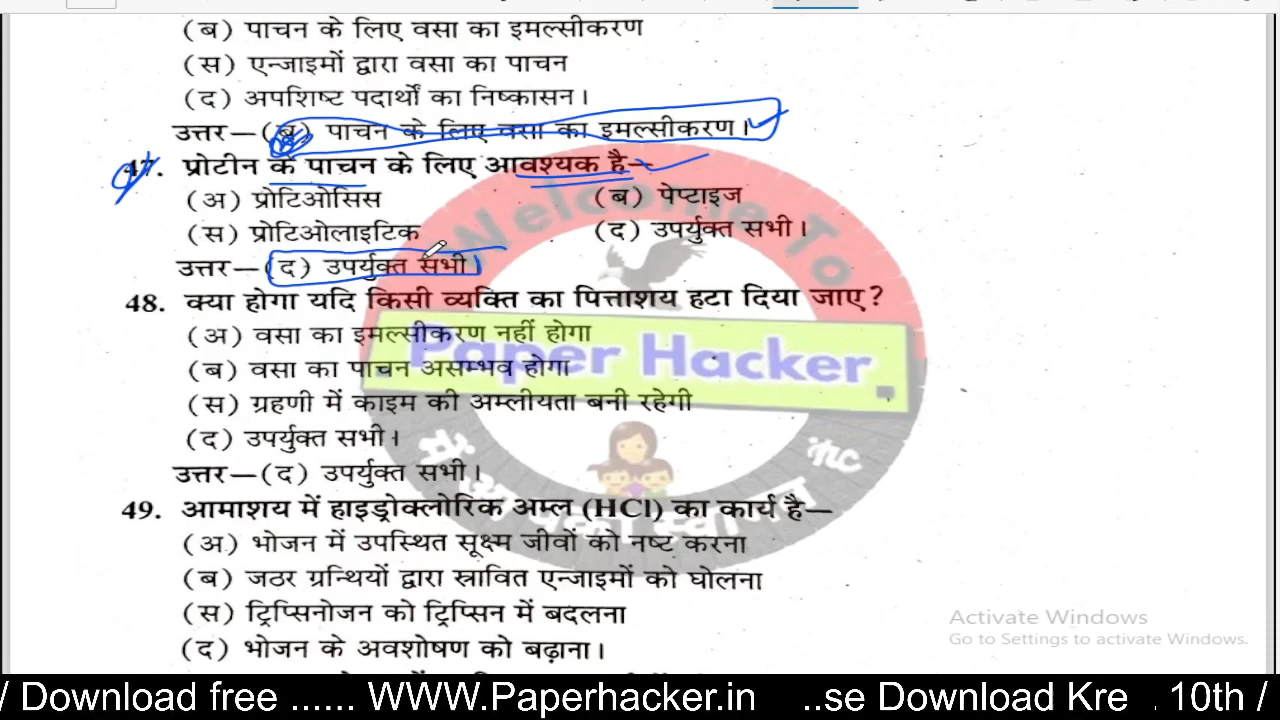 (ब) पाचन के लिए वसा का इमल्सीकरण
(स) एन्जाइमों द्वारा वसा का पाचन
(द) अपशिष्ट पदार्थों का निष्कासन।
उत्तर—(ब) पाचन के लिए वसा का इमल्सीकरण।
47. प्रोटीन के पाचन के लिए आवश्यक है—
(अ) प्रोटिओसिस (ब) पेप्टाइज
(स) प्रोटिओलाइटिक (द) उपर्युक्त सभी।
उत्तर—(द) उपर्युक्त सभी।
48. क्या होगा यदि किसी व्यक्ति का पित्ताशय हटा दिया जाए?
(अ) वसा का इमल्सीकरण नहीं होगा
(ब) वसा का पाचन असम्भव होगा
(स) ग्रहणी में काइम की अम्लीयता बनी रहेगी
(द) उपर्युक्त सभी।
उत्तर—(द) उपर्युक्त सभी।
49. आमाशय में हाइड्रोक्लोरिक अम्ल (HCl) का कार्य है—
(अ) भोजन में उपस्थित सूक्ष्म जीवों को नष्ट करना
(ब) जठर ग्रन्थियों द्वारा स्रावित एन्जाइमों को घोलना
(स) ट्रिप्सिनोजन को ट्रिप्सिन में बदलना
(द) भोजन के अवशोषण को बढ़ाना।
Welcome To
Paper Hacker
में आपका स्वागत
Activate Windows
Go to Settings to activate Windows.
/ Download free ...... WWW.Paperhacker.in ..se Download Kre . 10th /